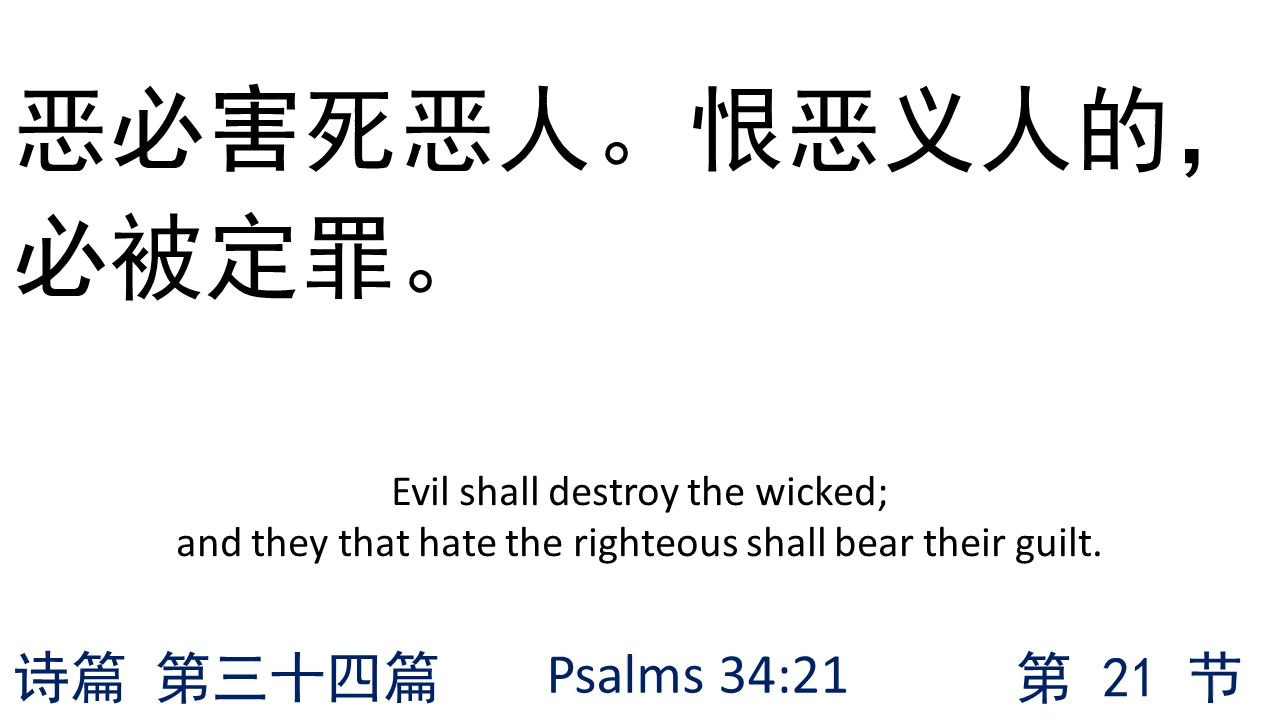 恶必害死恶人。恨恶义人的，
必被定罪。
Evil shall destroy the wicked;
and they that hate the righteous shall bear their guilt.
诗篇 第三十四篇 Psalms 34:21 第 21 节